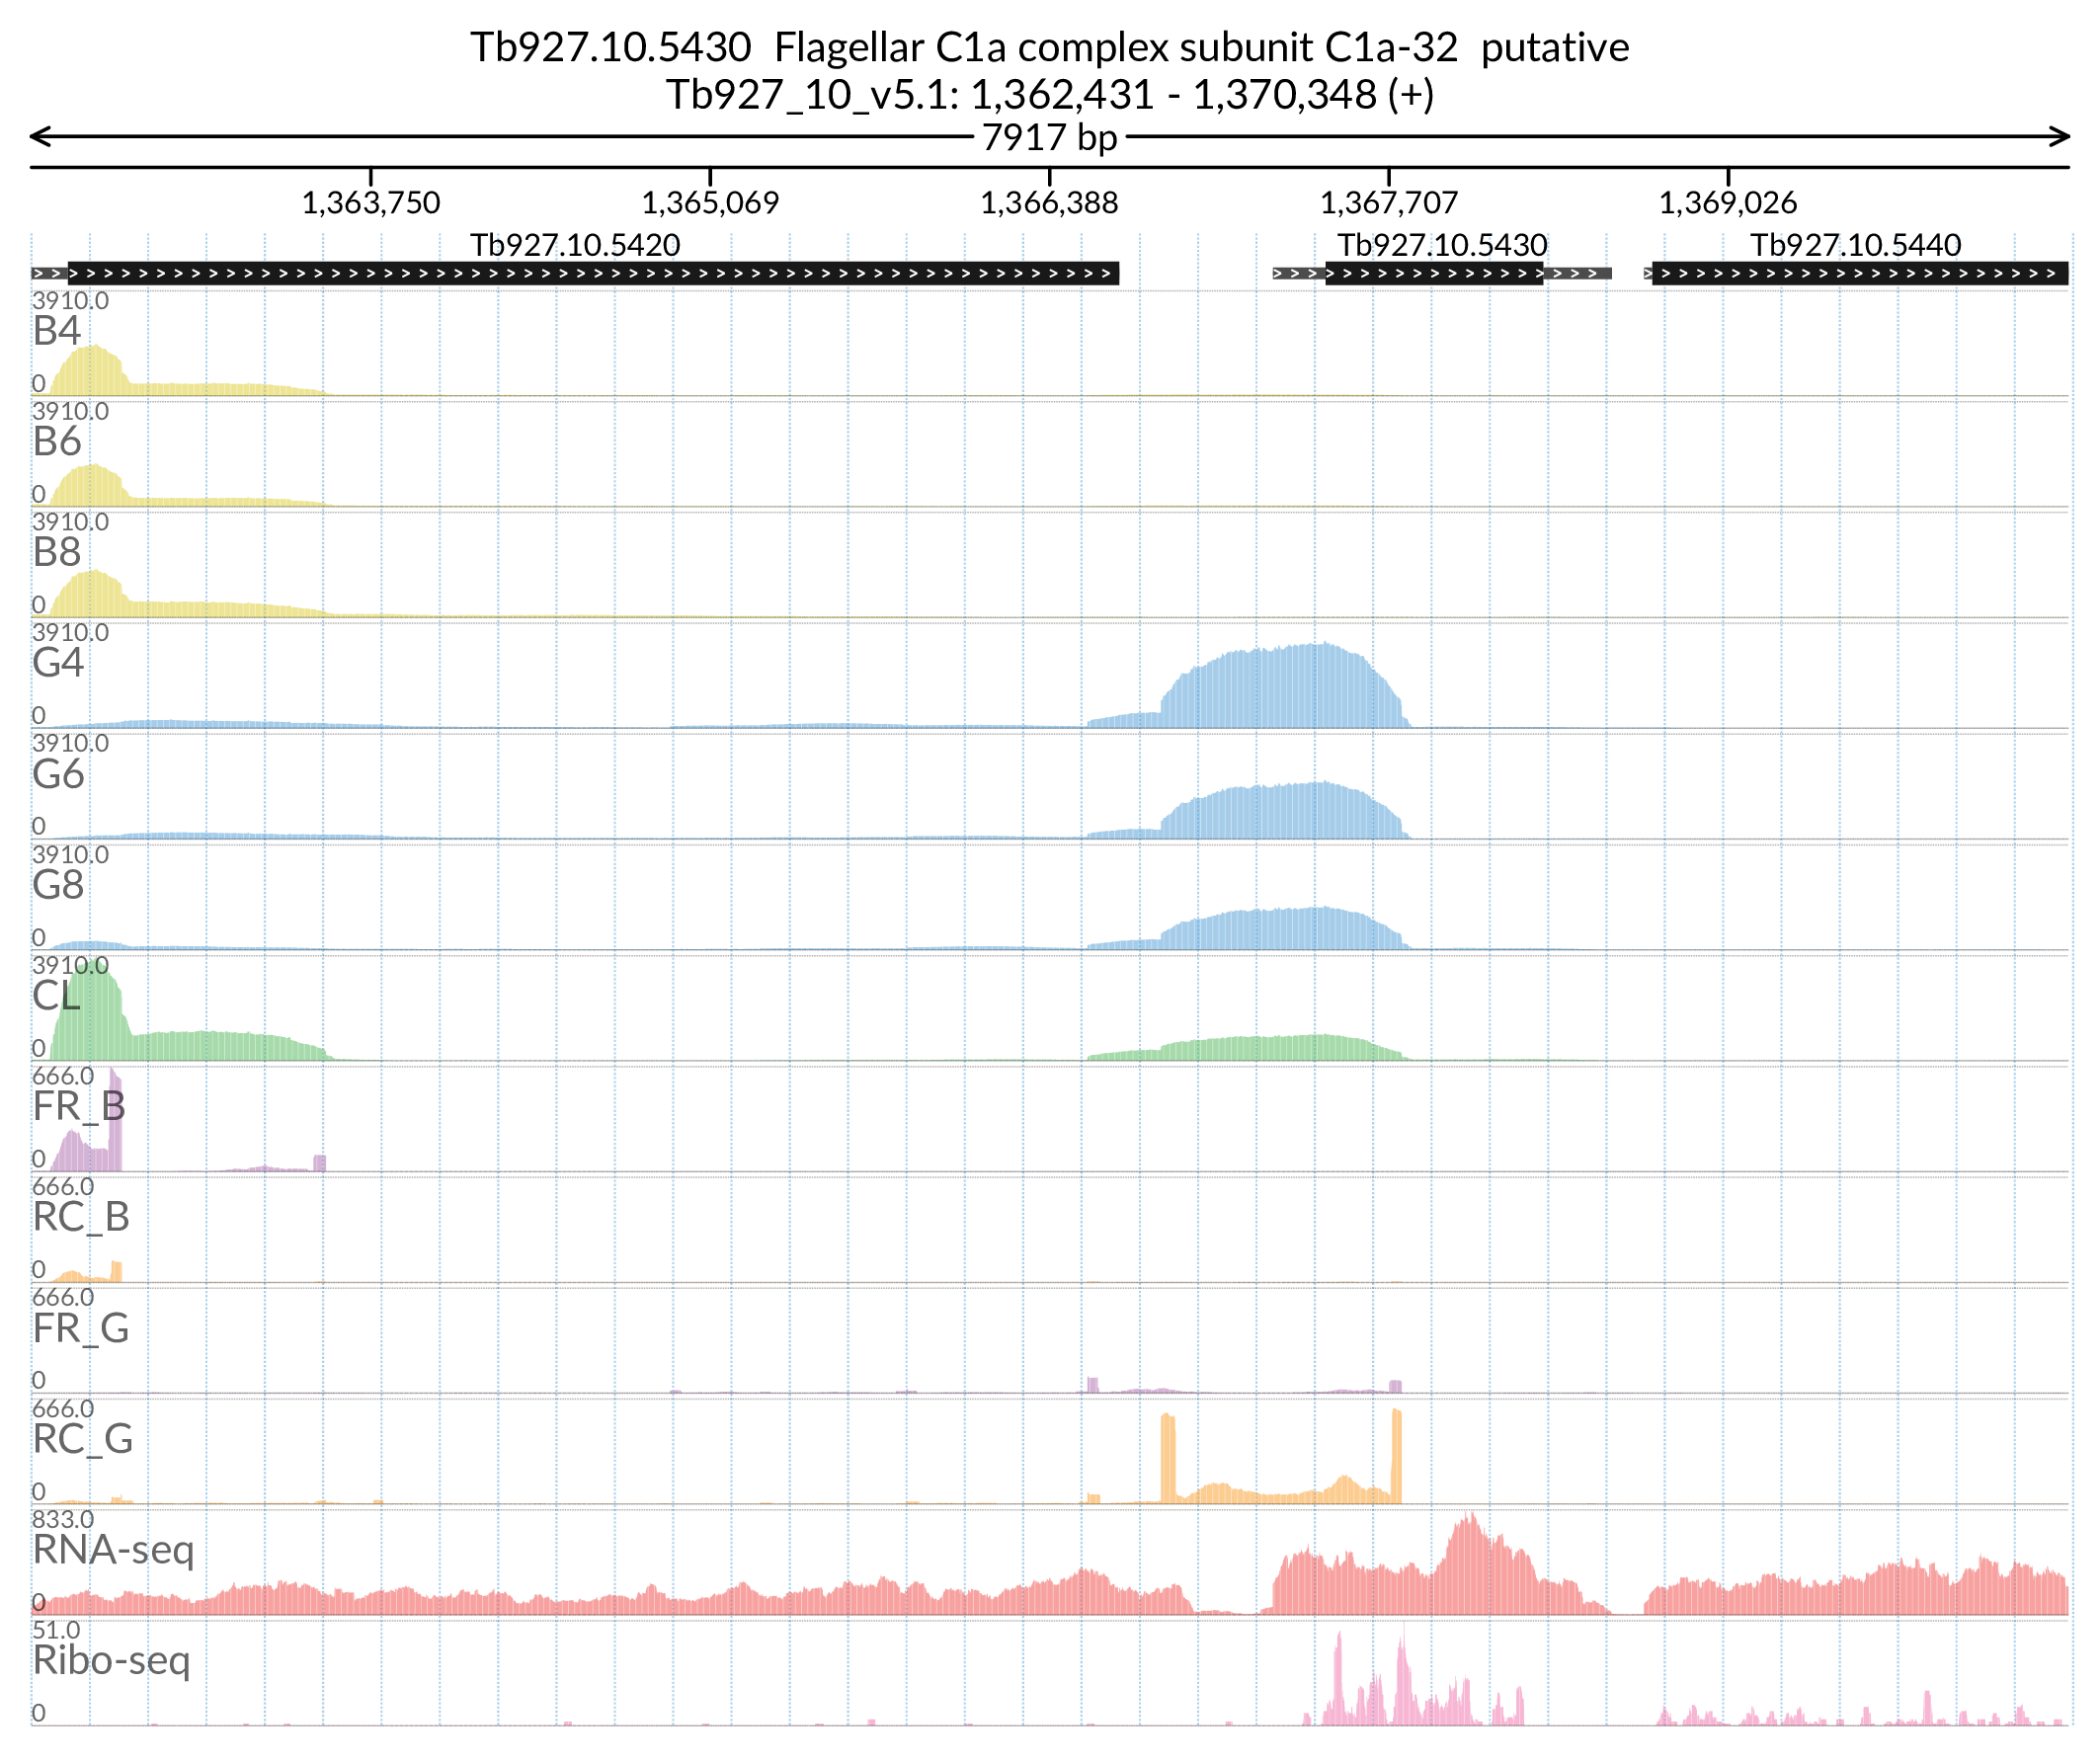 Tb927.10.5430  Flagellar C1a complex subunit C1a-32  putative
Tb927_10_v5.1: 1,362,431 - 1,370,348 (+)
7917 bp
1,363,750 1,365,069 1,366,388 1,367,707 1,369,026
Tb927.10.5420 Tb927.10.5430 Tb927.10.5440
3910.0
B4
0
3910.0
B6
0
3910.0
B8
0
3910.0
G4
0
3910.0
G6
0
3910.0
G8
0
3910.0
CL
0
666.0
FR_B
0
666.0
RC_B
0
666.0
FR_G
0
666.0
RC_G
0
833.0
RNA-seq
0
51.0
Ribo-seq
0